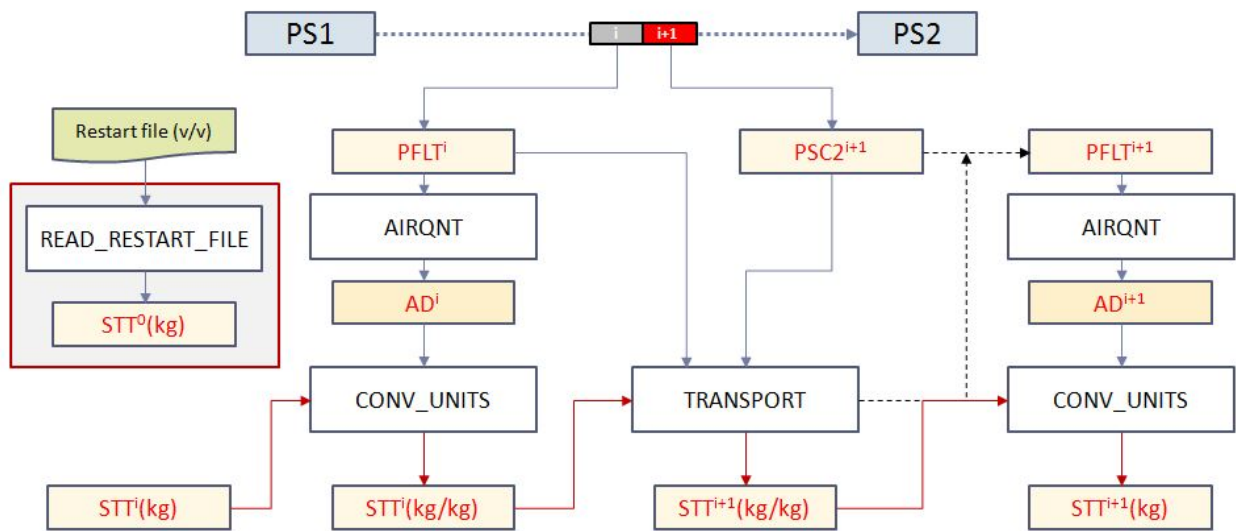 PS1
i
i+1
PS2
Restart file (v/v)
PFLTⁱ
PSC2ⁱ⁺¹
PFLTⁱ⁺¹
READ_RESTART_FILE
AIRQNT
AIRQNT
STT⁰(kg)
ADⁱ
ADⁱ⁺¹
CONV_UNITS
TRANSPORT
CONV_UNITS
STTⁱ(kg)
STTⁱ(kg/kg)
STTⁱ⁺¹(kg/kg)
STTⁱ⁺¹(kg)